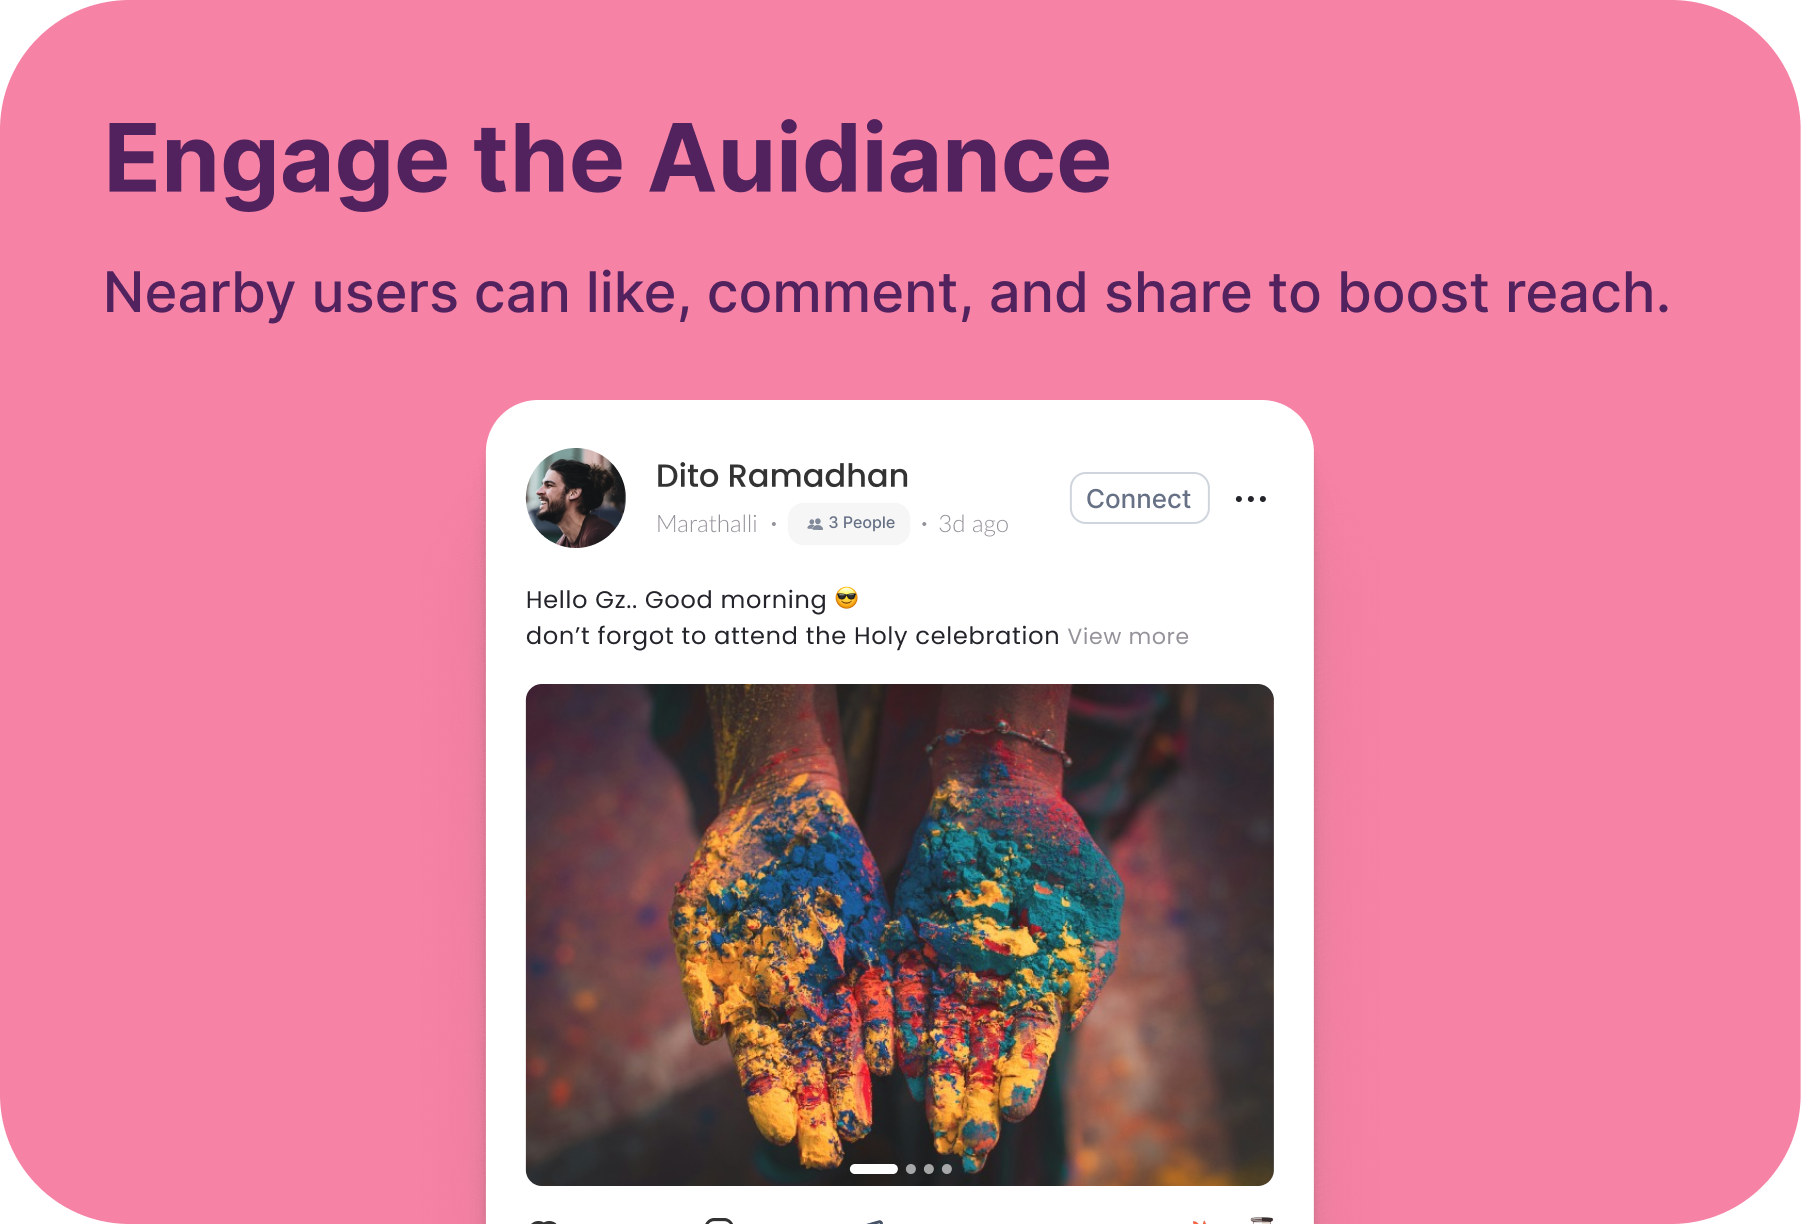 Engage the Auidiance
Nearby users can like, comment, and share to boost reach.
Dito Ramadhan
Marathalli • 3 People • 3d ago
Connect
Hello Gz.. Good morning 😎
don’t forgot to attend the Holy celebration View more